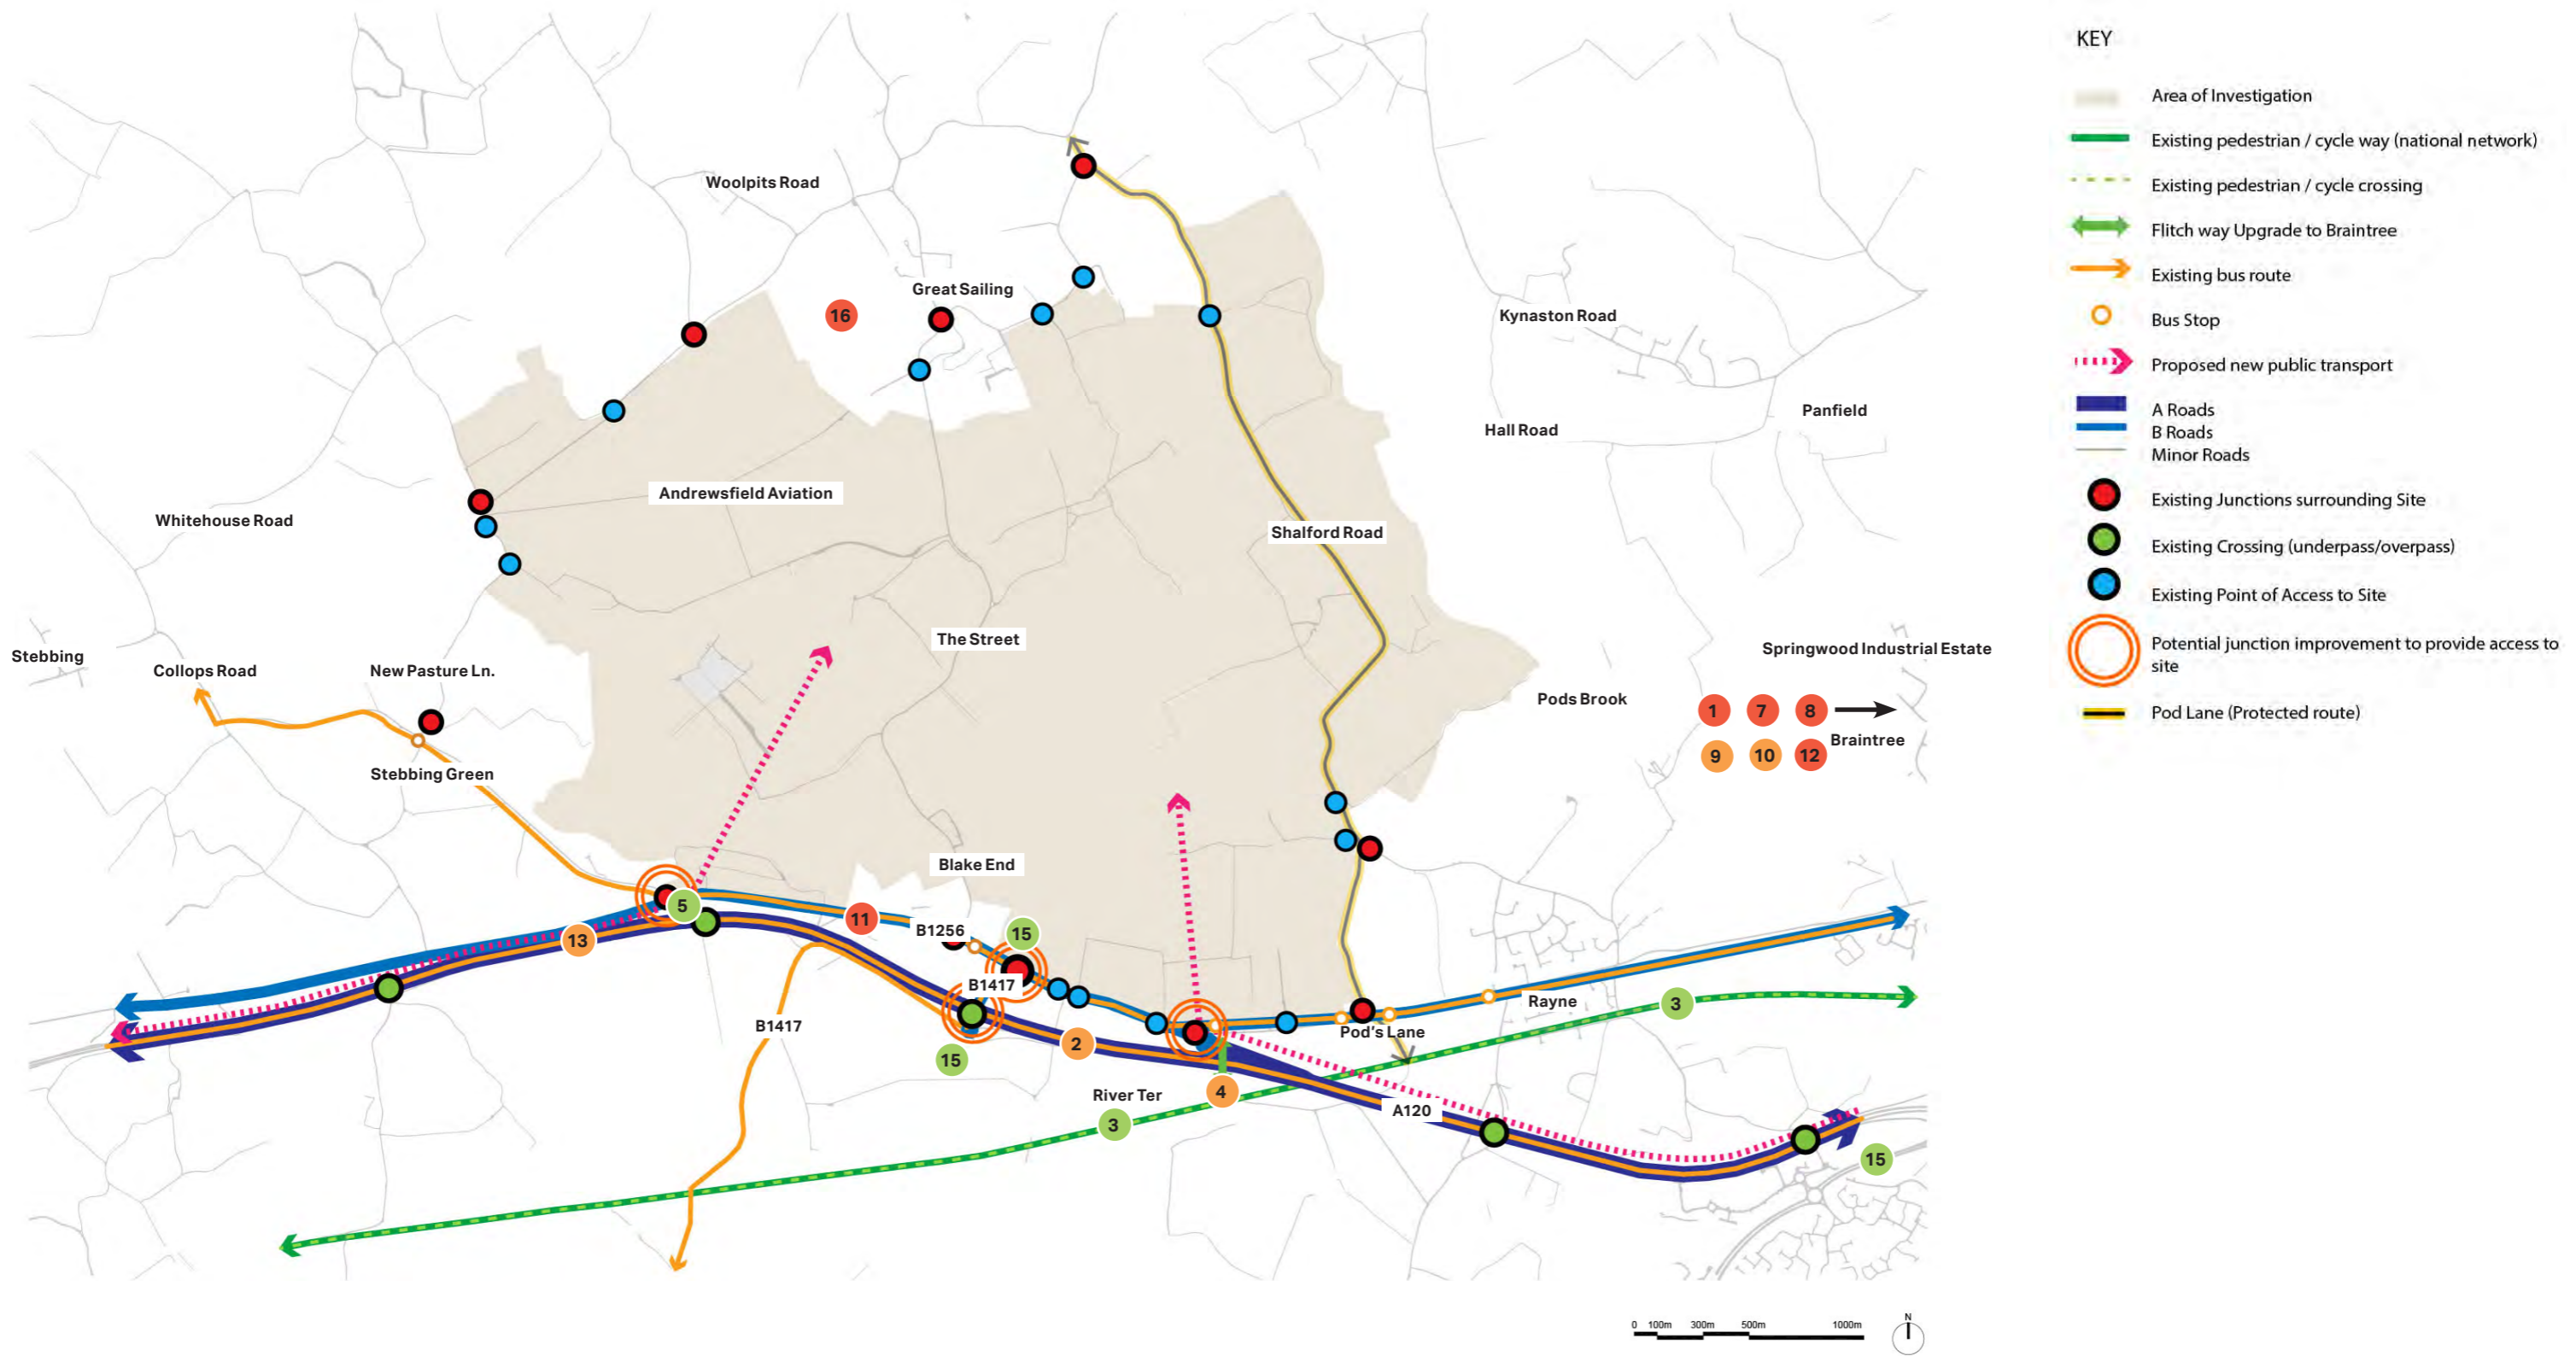 KEY
Area of Investigation
Existing pedestrian / cycle way (national network)
Existing pedestrian / cycle crossing
Flitch way Upgrade to Braintree
Existing bus route
Bus Stop
Proposed new public transport
A Roads
B Roads
Minor Roads
Existing Junctions surrounding Site
Existing Crossing (underpass/overpass)
Existing Point of Access to Site
Potential junction improvement to provide access to
site
Pod Lane (Protected route)
Woolpits Road
Great Sailing
16
Kynaston Road
Panfield
Hall Road
Andrewsfield Aviation
Whitehouse Road
Shalford Road
The Street
Stebbing
Collops Road
New Pasture Ln.
Springwood Industrial Estate
Pods Brook
1 7 8
Braintree
9 10 12
Stebbing Green
Blake End
5
11
B1256
15
13
B1417
Rayne
3
B1417
Pod's Lane
2
15
4
River Ter
3
A120
15
0 100m 300m 500m 1000m
N